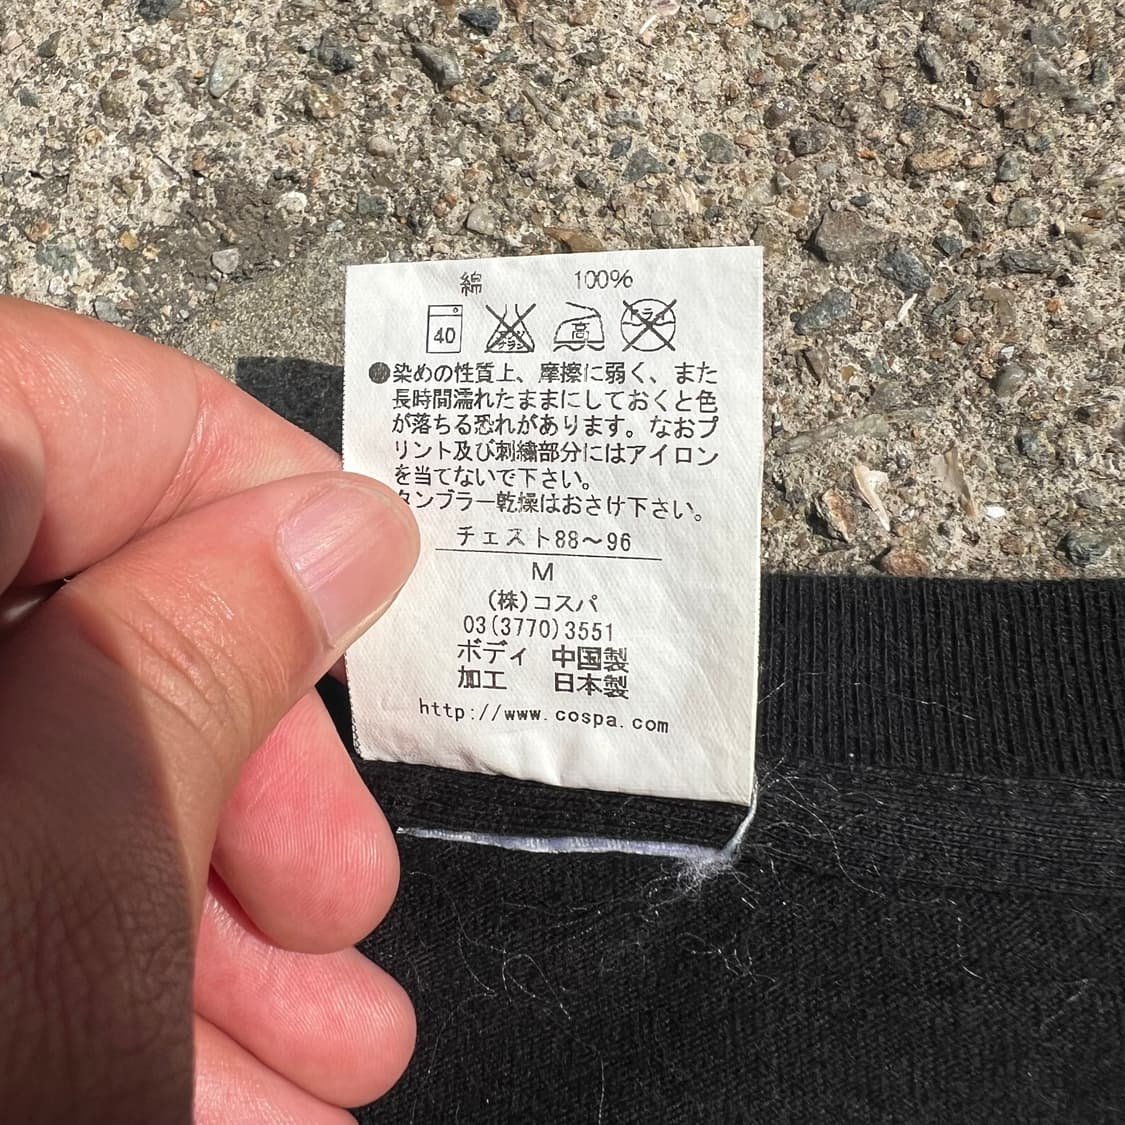 綿 100%
40 高
●染めの性質上、摩擦に弱く、また
長時間濡れたままにしておくと色
が落ちる恐れがあります。なおプ
リント及び刺繍部分にはアイロン
を当てないで下さい。
タンブラー乾燥はおさけ下さい。
チェスト88〜96
M
(株)コスパ
03(3770)3551
ボディ 中国製
加工 日本製
http://www.cospa.com